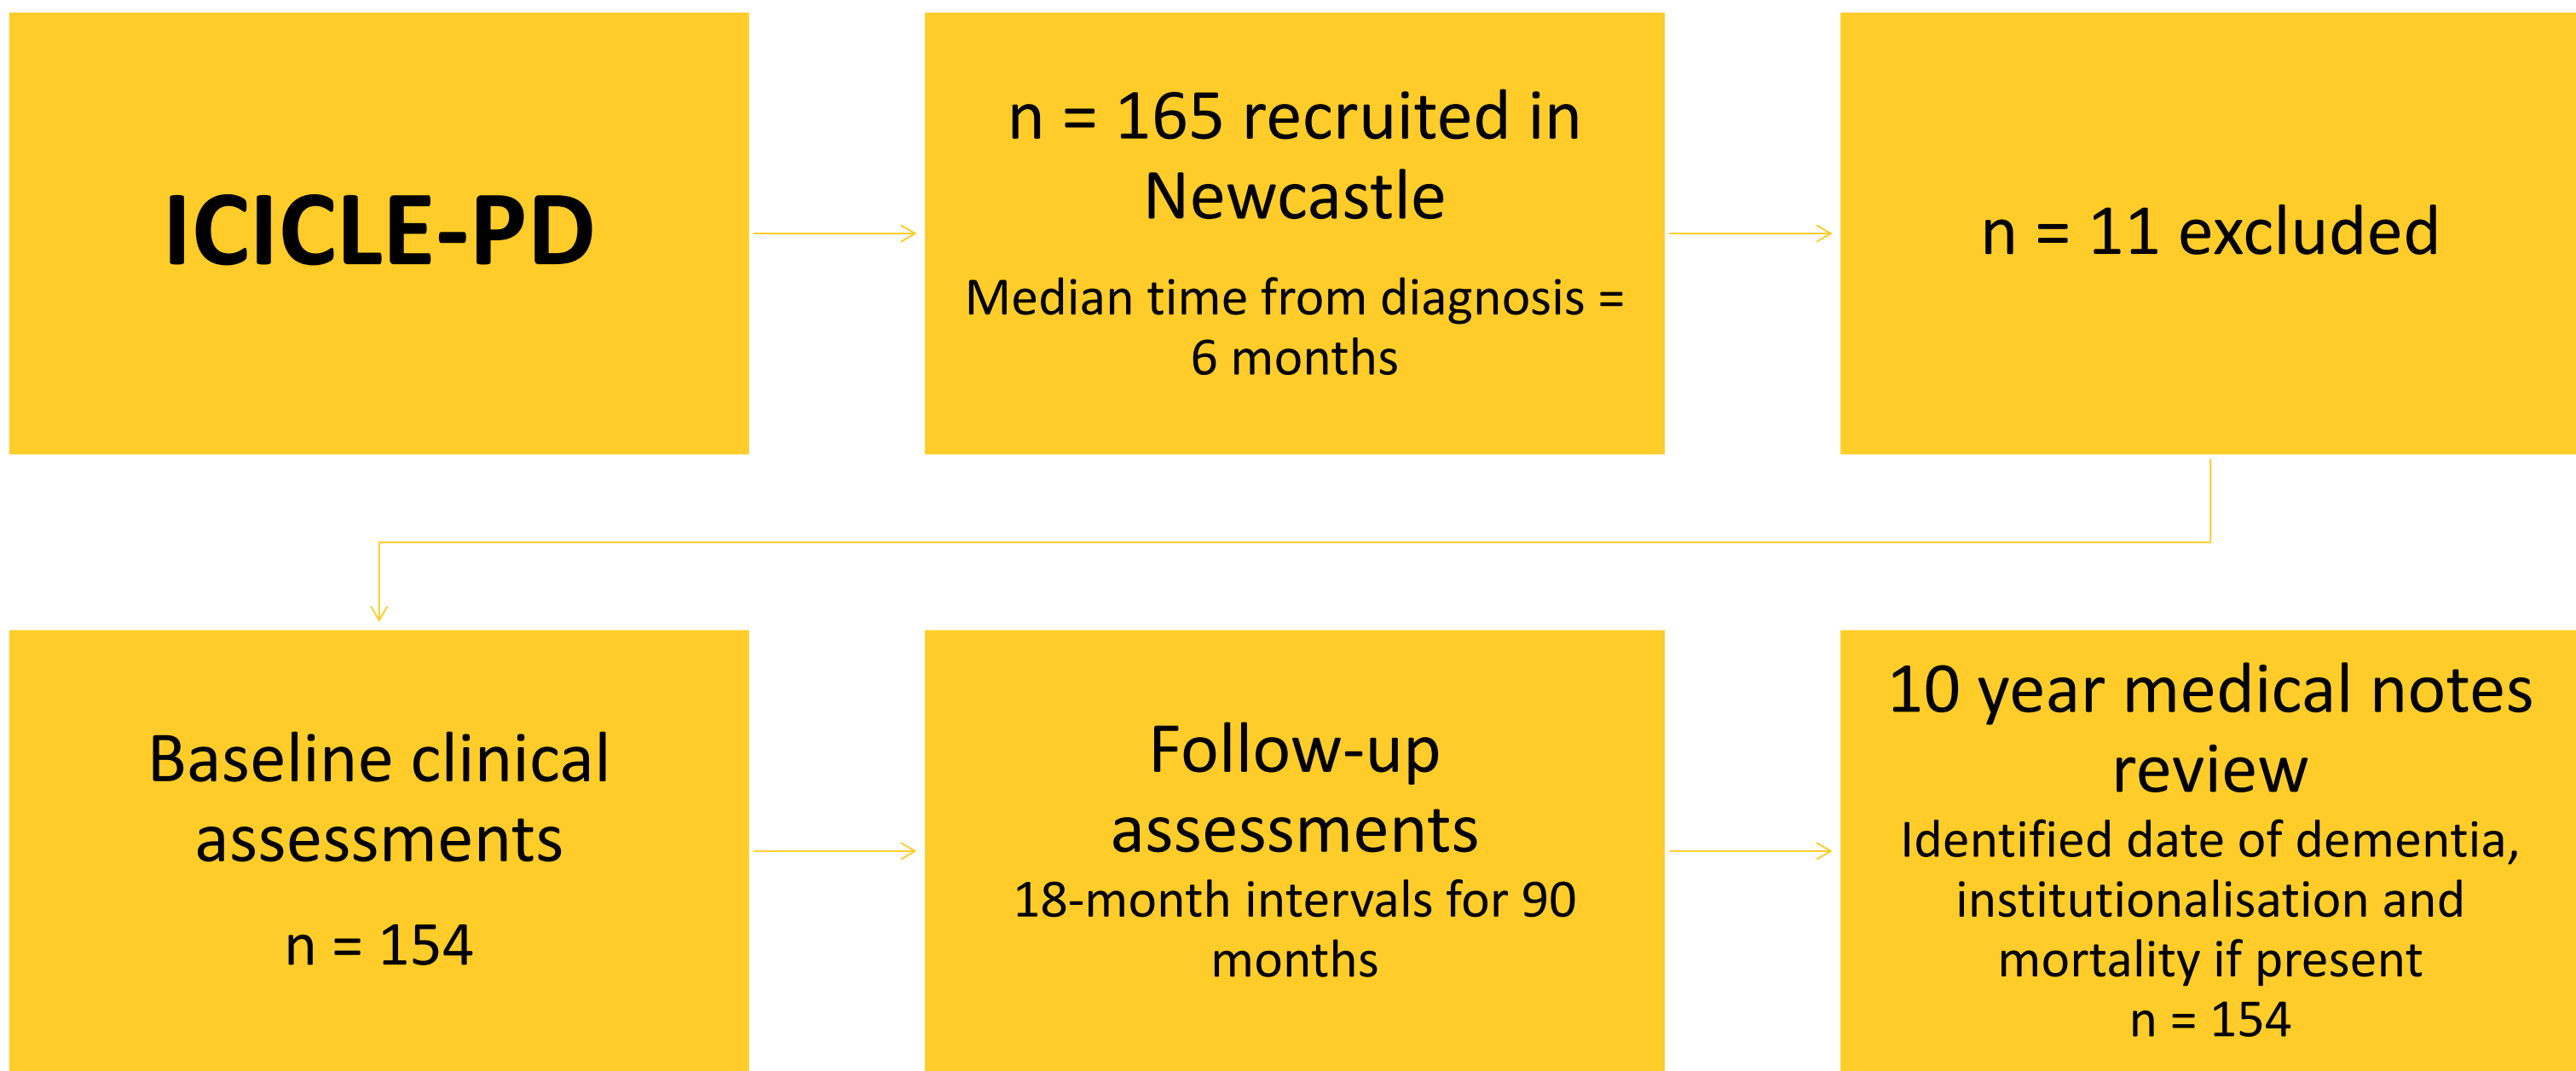 ICICLE-PD
n = 165 recruited in
Newcastle
Median time from diagnosis =
6 months
n = 11 excluded
Baseline clinical
assessments
n = 154
Follow-up
assessments
18-month intervals for 90
months
10 year medical notes
review
Identified date of dementia,
institutionalisation and
mortality if present
n = 154